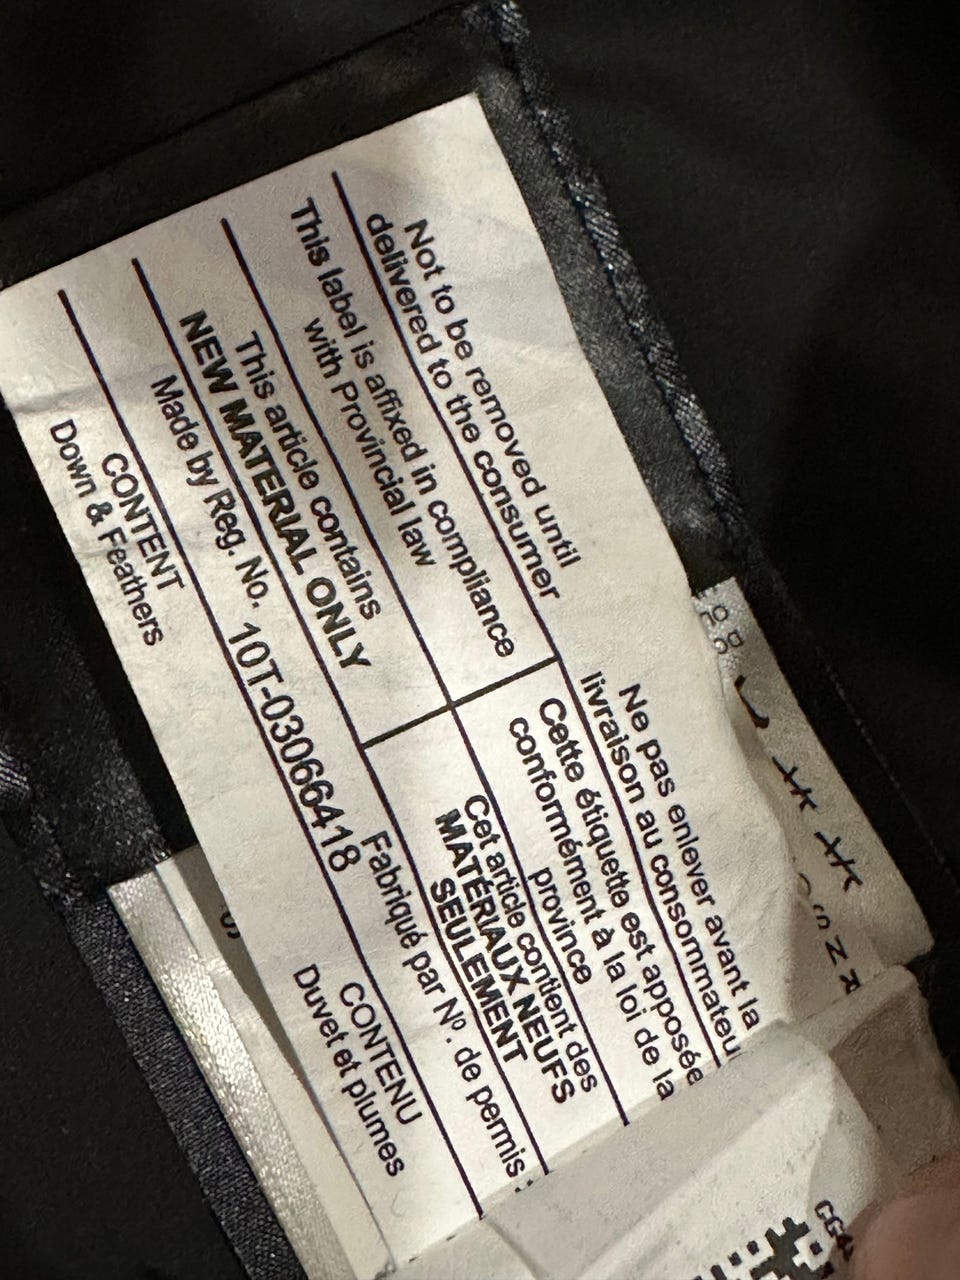 Not to be removed until
delivered to the consumer
Ne pas enlever avant la
livraison au consommateur
This label is affixed in compliance
with Provincial law
Cette étiquette est apposée
conformément à la loi de la
province
This article contains
NEW MATERIAL ONLY
Cet article contient des
MATÉRIAUX NEUFS
SEULEMENT
Made by Reg. No. 10T-03066418 Fabriqué par Nº. de permis
CONTENT
Down & Feathers
CONTENU
Duvet et plumes